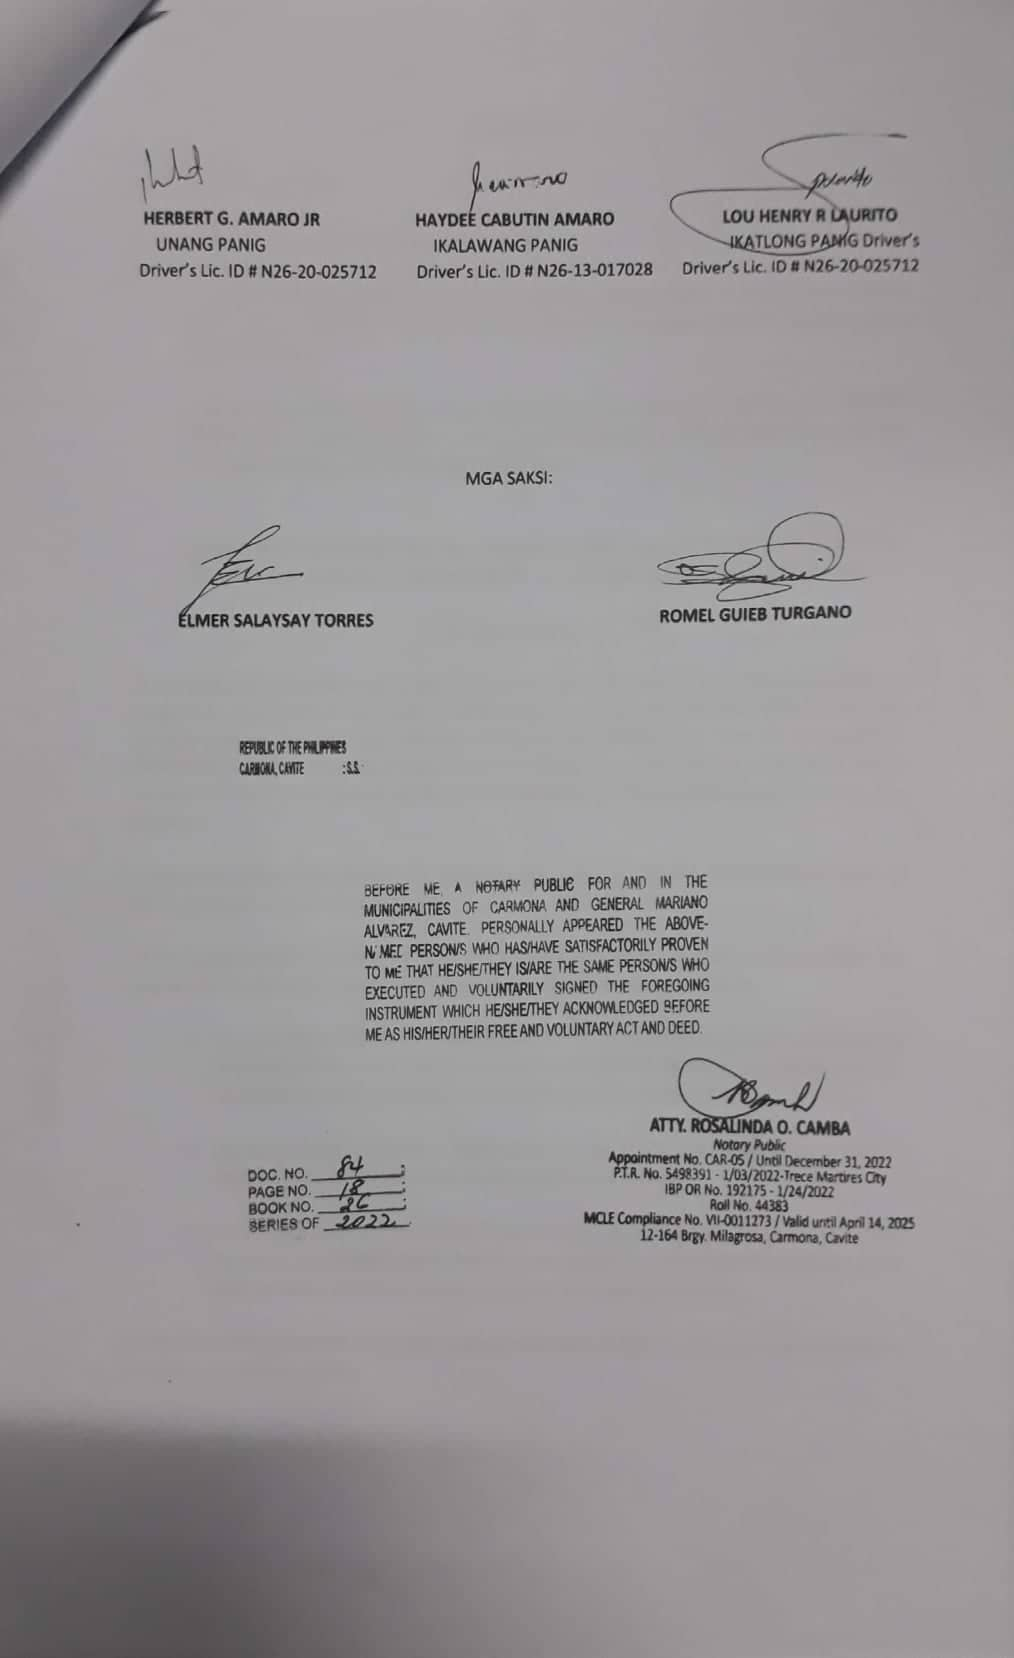 HERBERT G. AMARO JR
UNANG PANIG
Driver's Lic. ID # N26-20-025712
HAYDEE CABUTIN AMARO
IKALAWANG PANIG
Driver's Lic. ID # N26-13-017028
LOU HENRY R LAURITO
IKATLONG PANIG Driver's
Driver's Lic. ID # N26-20-025712
MGA SAKSI:
ELMER SALAYSAY TORRES
ROMEL GUIEB TURGANO
REPUBLIC OF THE PHILIPPINES
CARMONA, CAVITE :S.S.
BEFORE ME, A NOTARY PUBLIC FOR AND IN THE
MUNICIPALITIES OF CARMONA AND GENERAL MARIANO
ALVAREZ, CAVITE. PERSONALLY APPEARED THE ABOVE-
NAMED PERSON/S WHO HAS/HAVE SATISFACTORILY PROVEN
TO ME THAT HE/SHE/THEY IS/ARE THE SAME PERSON/S WHO
EXECUTED AND VOLUNTARILY SIGNED THE FOREGOING
INSTRUMENT WHICH HE/SHE/THEY ACKNOWLEDGED BEFORE
ME AS HIS/HER/THEIR FREE AND VOLUNTARY ACT AND DEED.
DOC. NO. 84 ;
PAGE NO. 18 ;
BOOK NO. 26 ;
SERIES OF 2022.
ATTY. ROSALINDA O. CAMBA
Notary Public
Appointment No. CAR-05 / Until December 31, 2022
P.T.R. No. 5498391 - 1/03/2022-Trece Martires City
IBP OR No. 192175 - 1/24/2022
Roll No. 44383
MCLE Compliance No. VII-0011273 / Valid until April 14, 2025
12-164 Brgy. Milagrosa, Carmona, Cavite